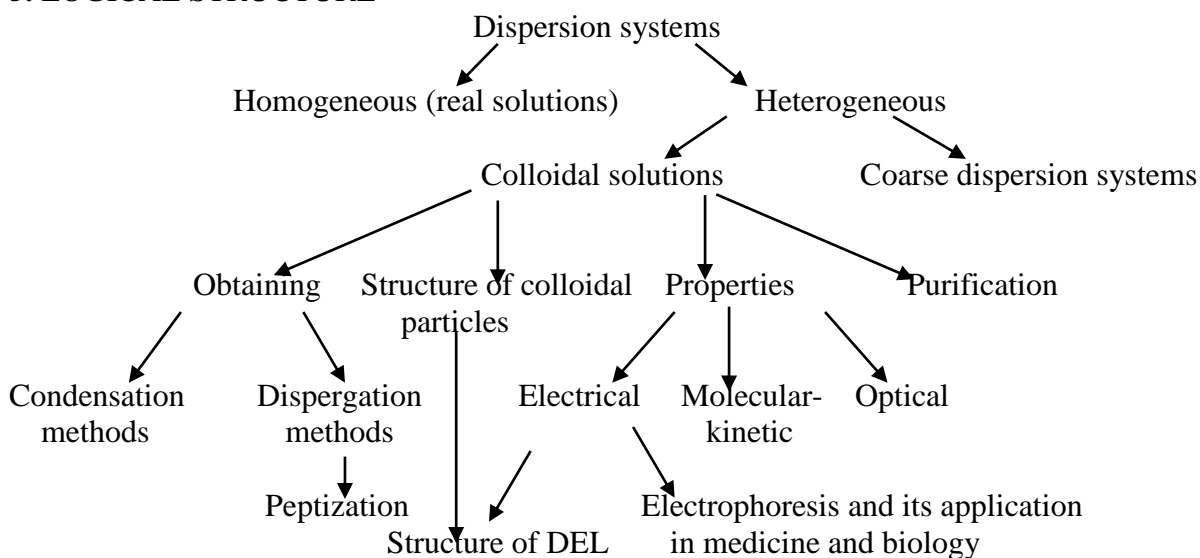 Dispersion systems
Homogeneous (real solutions) Heterogeneous
Colloidal solutions Coarse dispersion systems
Obtaining Structure of colloidal Properties Purification
particles
Condensation Dispergation Electrical Molecular- Optical
methods methods kinetic
Peptization Electrophoresis and its application
Structure of DEL in medicine and biology